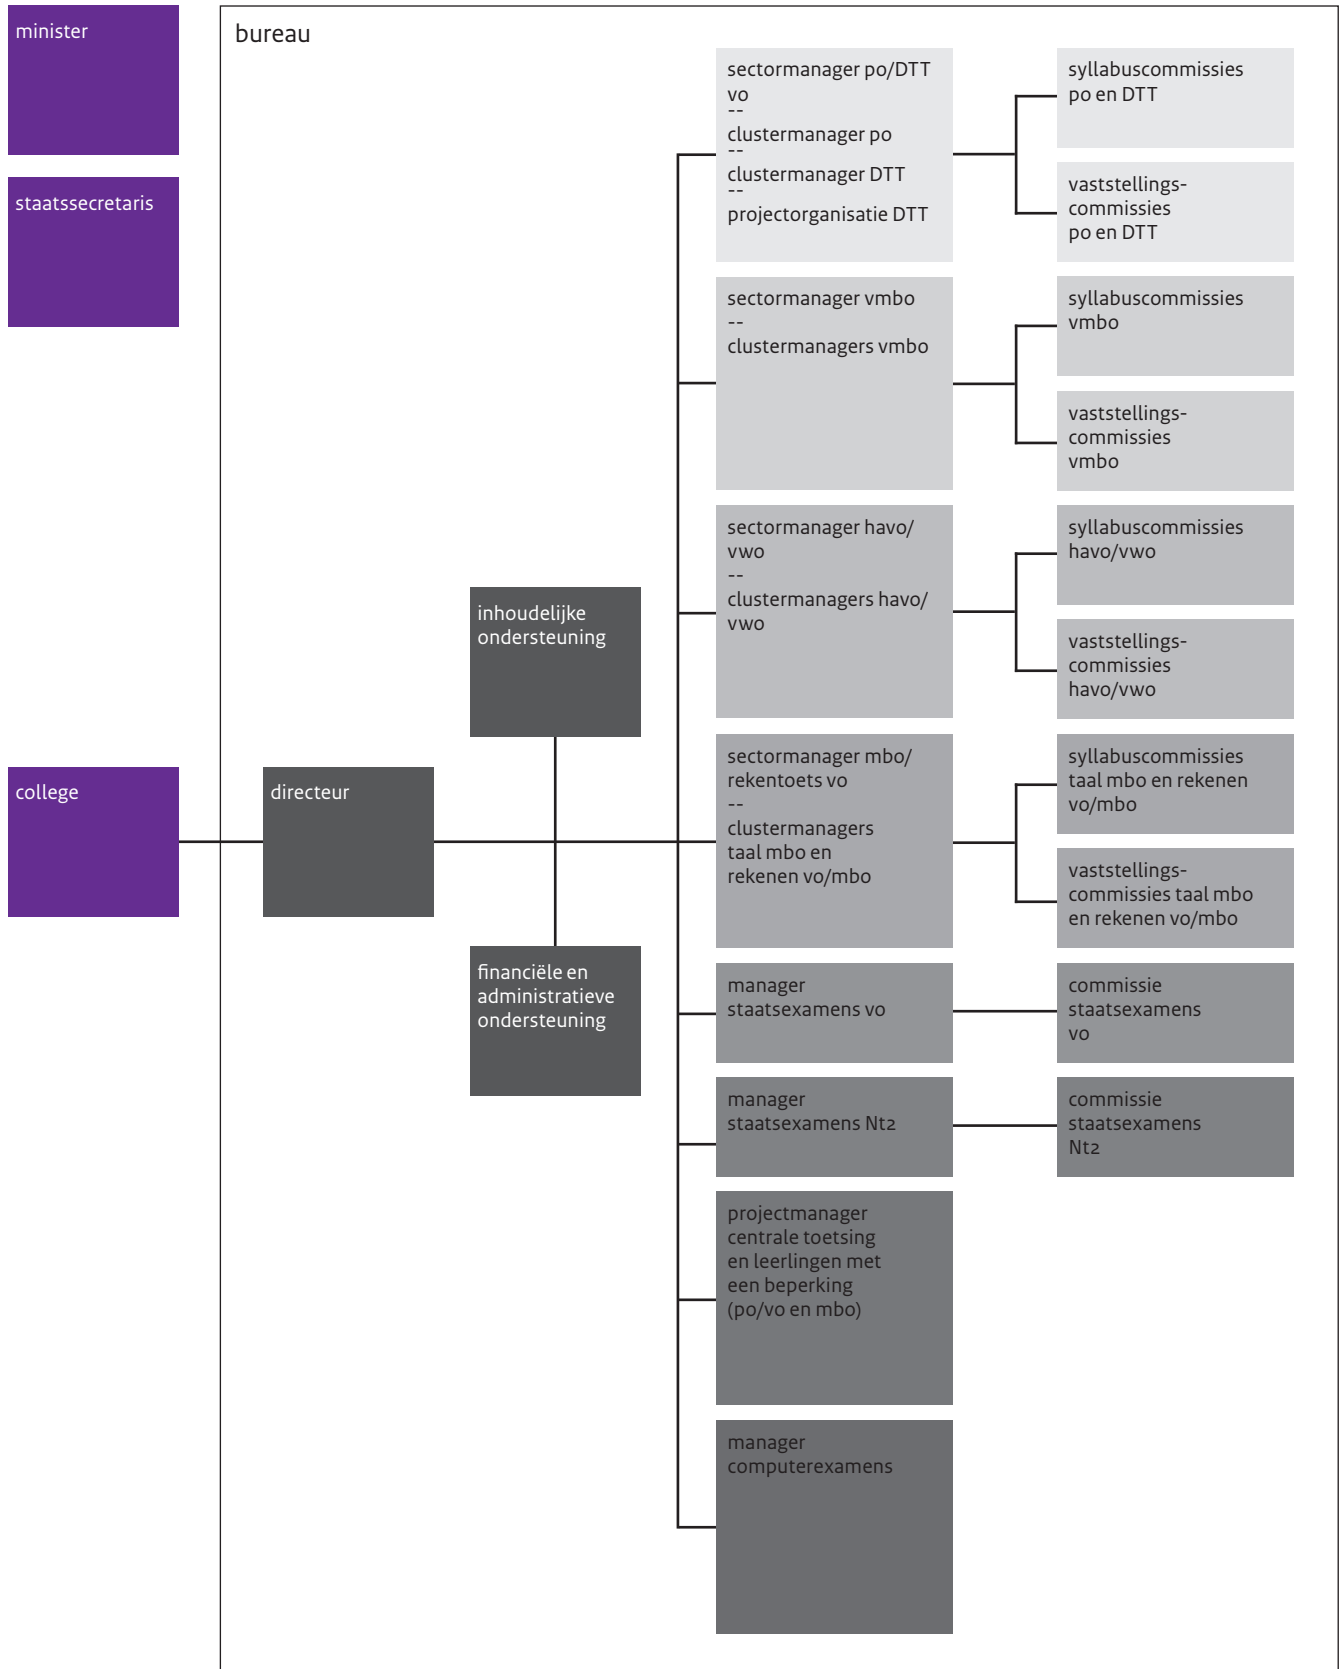 minister
staatssecretaris
college
bureau
directeur
inhoudelijke
ondersteuning
financiële en
administratieve
ondersteuning
sectormanager po/DTT
vo
--
clustermanager po
--
clustermanager DTT
--
projectorganisatie DTT
syllabuscommissies
po en DTT
vaststellings-
commissies
po en DTT
sectormanager vmbo
--
clustermanagers vmbo
syllabuscommissies
vmbo
vaststellings-
commissies
vmbo
sectormanager havo/
vwo
--
clustermanagers havo/
vwo
syllabuscommissies
havo/vwo
vaststellings-
commissies
havo/vwo
sectormanager mbo/
rekentoets vo
--
clustermanagers
taal mbo en
rekenen vo/mbo
syllabuscommissies
taal mbo en rekenen
vo/mbo
vaststellings-
commissies taal mbo
en rekenen vo/mbo
manager
staatsexamens vo
commissie
staatsexamens
vo
manager
staatsexamens Nt2
commissie
staatsexamens
Nt2
projectmanager
centrale toetsing
en leerlingen met
een beperking
(po/vo en mbo)
manager
computerexamens